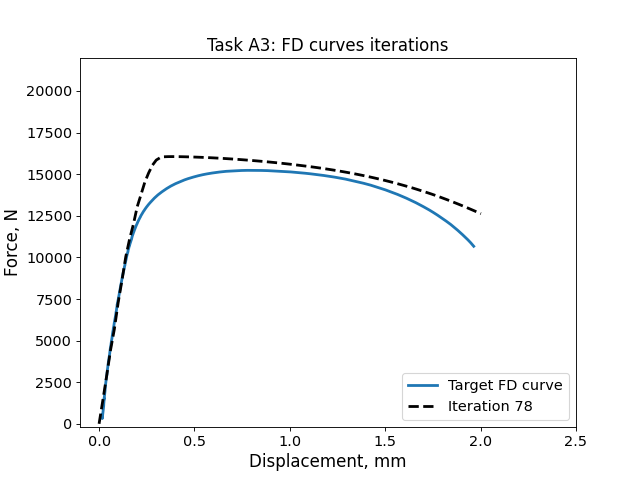 Task A3: FD curves iterations
Force, N
20000
17500
15000
12500
10000
7500
5000
2500
0
0.0 0.5 1.0 1.5 2.0 2.5
Displacement, mm
Target FD curve
Iteration 78